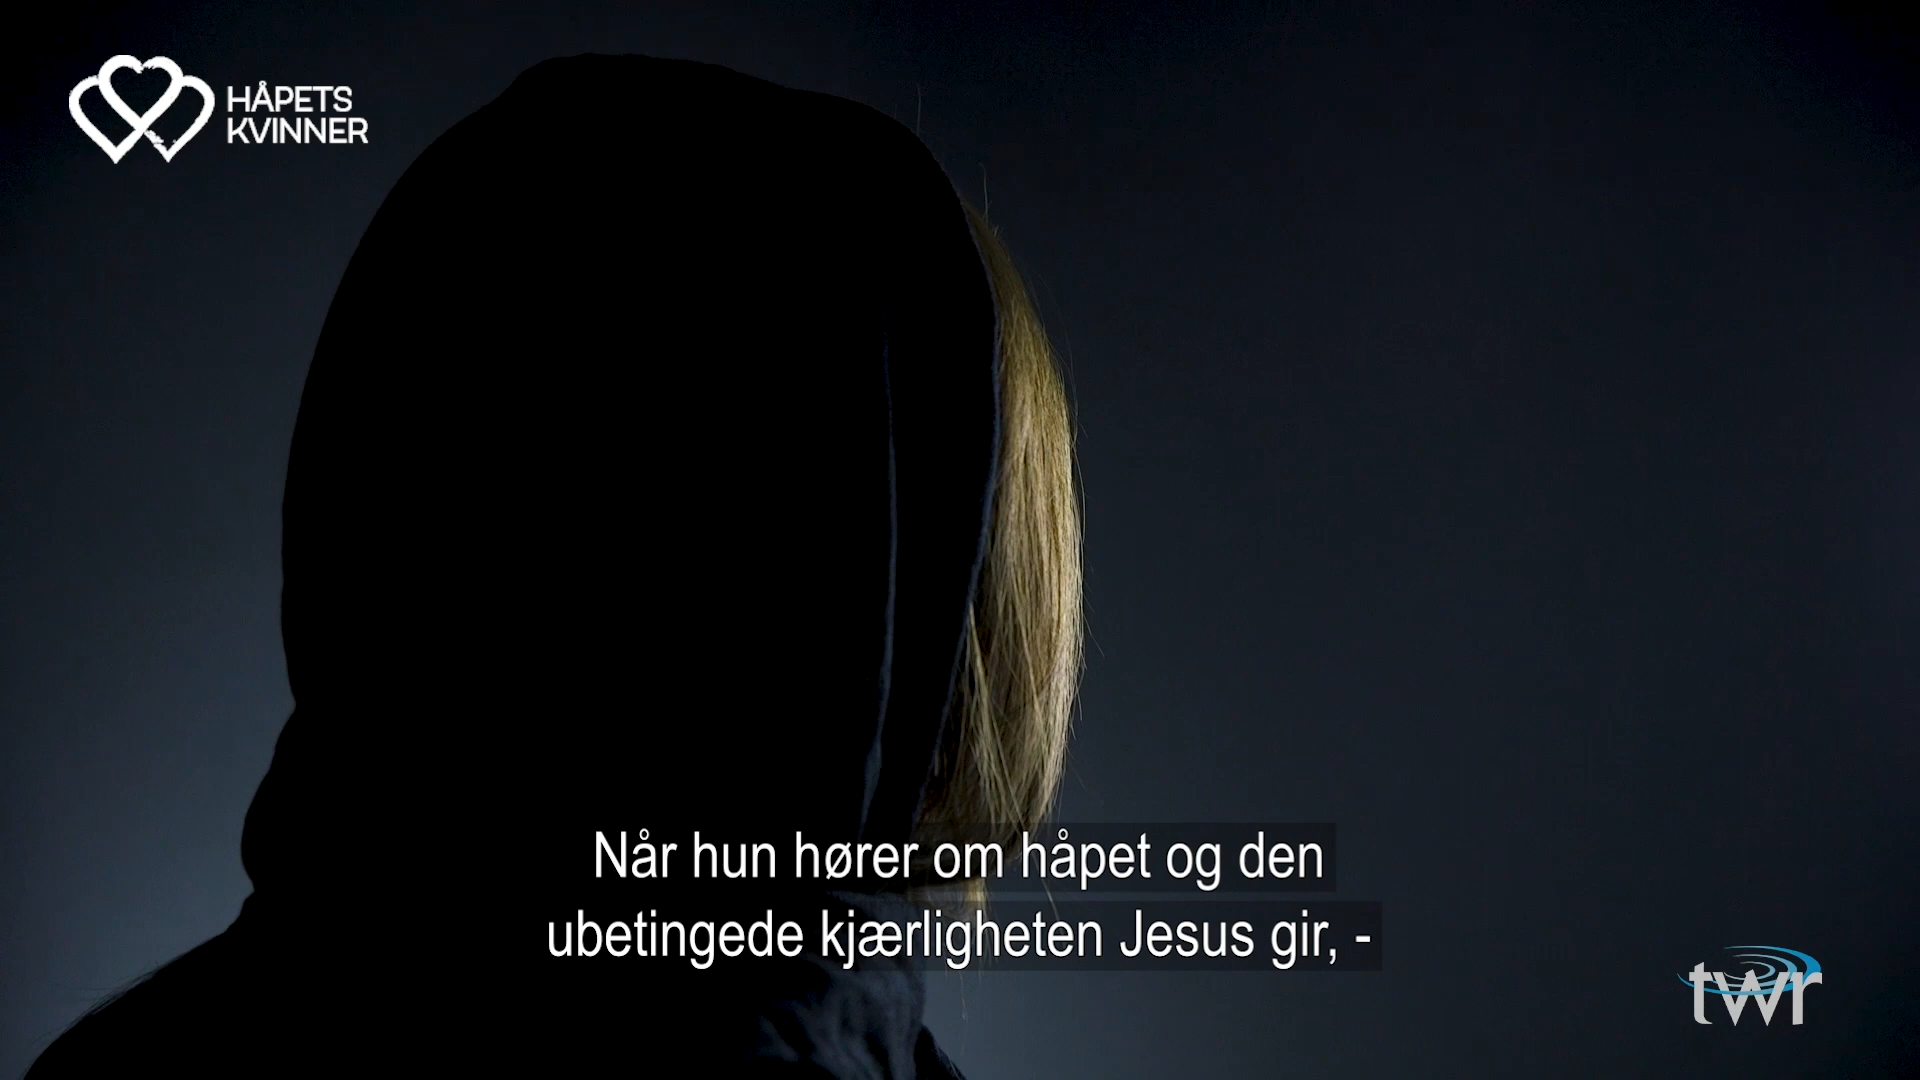 HÅPETS
KVINNER
Når hun hører om håpet og den
ubetingede kjærligheten Jesus gir, -
twr